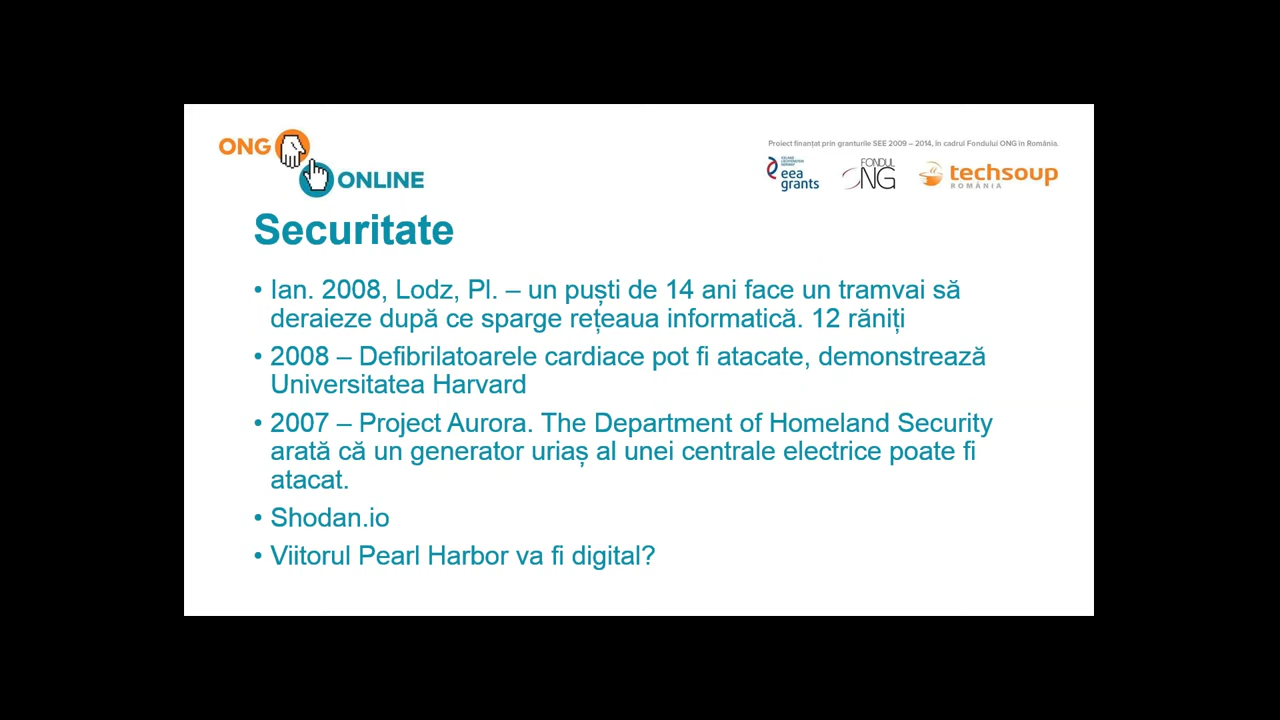 ONG
ONLINE
Proiect finanțat prin granturile SEE 2009 – 2014, în cadrul Fondului ONG în România.
eea
grants
FONDUL
NG
techsoup
ROMÂNIA
Securitate
• Ian. 2008, Lodz, Pl. – un puști de 14 ani face un tramvai să
deraieze după ce sparge rețeaua informatică. 12 răniți
• 2008 – Defibrilatoarele cardiace pot fi atacate, demonstrează
Universitatea Harvard
• 2007 – Project Aurora. The Department of Homeland Security
arată că un generator uriaș al unei centrale electrice poate fi
atacat.
• Shodan.io
• Viitorul Pearl Harbor va fi digital?